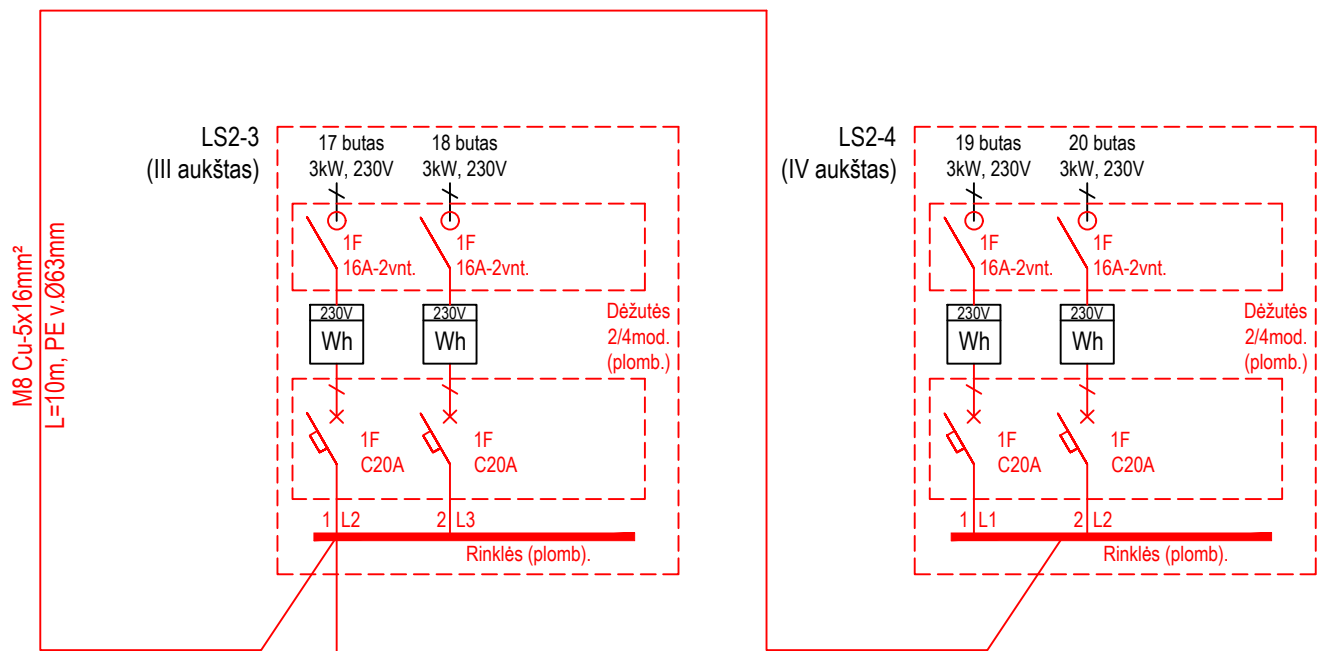 M8 Cu-5x16mm²
L=10m, PE v.Ø63mm
LS2-3
(III aukštas)
17 butas
3kW, 230V
18 butas
3kW, 230V
1F
16A-2vnt.
1F
16A-2vnt.
230V
Wh
230V
Wh
Dėžutės
2/4mod.
(plomb.)
1F
C20A
1F
C20A
1 L2
2 L3
Rinklės (plomb).
LS2-4
(IV aukštas)
19 butas
3kW, 230V
20 butas
3kW, 230V
1F
16A-2vnt.
1F
16A-2vnt.
230V
Wh
230V
Wh
Dėžutės
2/4mod.
(plomb.)
1F
C20A
1F
C20A
1 L1
2 L2
Rinklės (plomb).